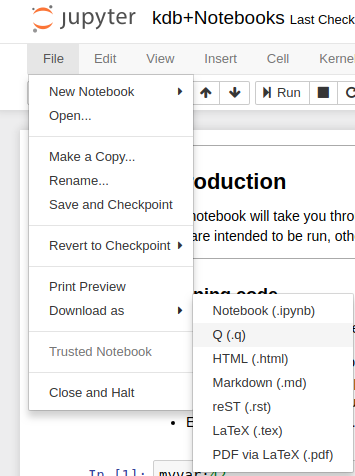 jupyter kdb+Notebooks Last Check
File Edit View Insert Cell Kerne
Run
New Notebook
Open...
Make a Copy...
Rename...
Save and Checkpoint
Revert to Checkpoint
Print Preview
Download as
Trusted Notebook
Close and Halt
roduction
notebook will take you thro
are intended to be run, oth
ning code
Notebook (.ipynb)
Q (.q)
HTML (.html)
Markdown (.md)
reST (.rst)
LaTeX (.tex)
PDF via LaTeX (.pdf)
In [1]: myvar:42